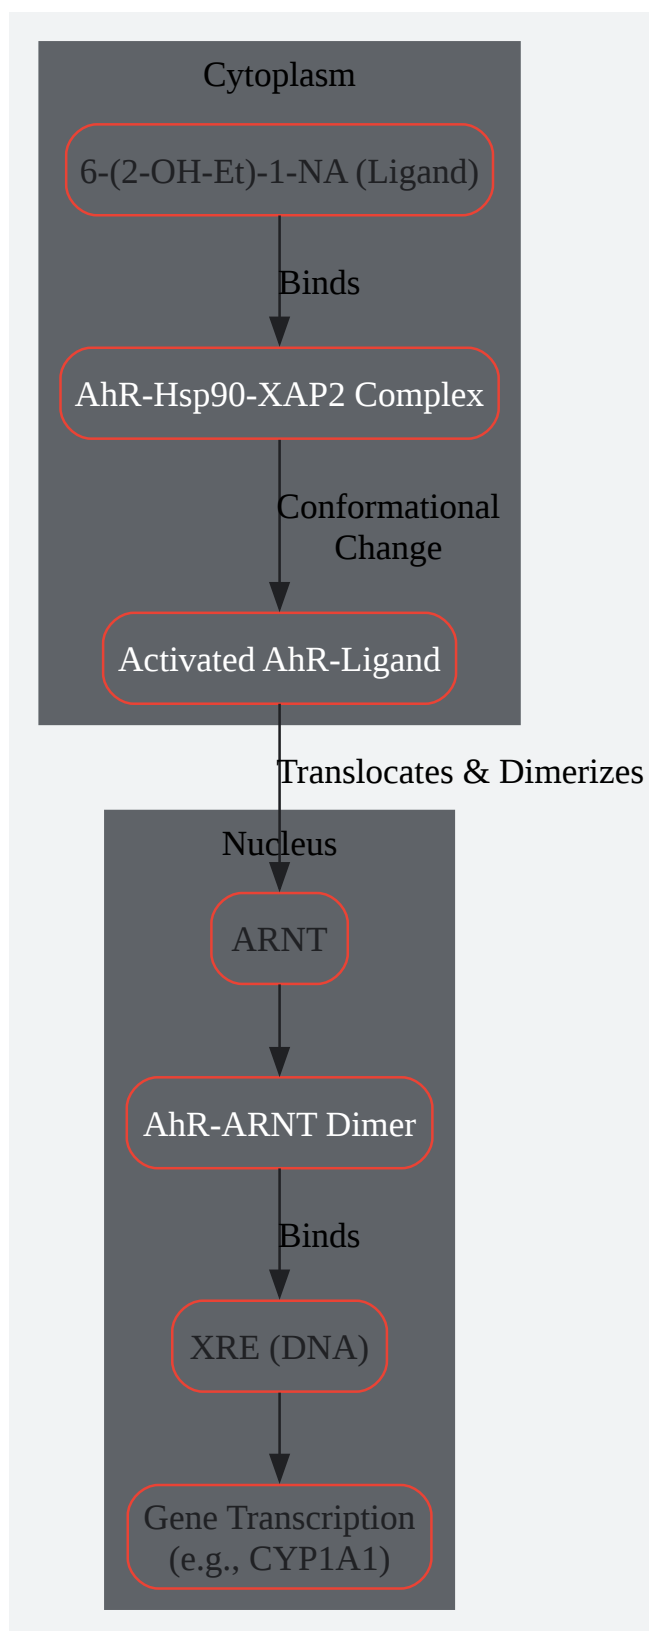 Cytoplasm
6-(2-OH-Et)-1-NA (Ligand)
Binds
AhR-Hsp90-XAP2 Complex
Conformational
Change
Activated AhR-Ligand
Translocates & Dimerizes
Nucleus
ARNT
AhR-ARNT Dimer
Binds
XRE (DNA)
Gene Transcription
(e.g., CYP1A1)